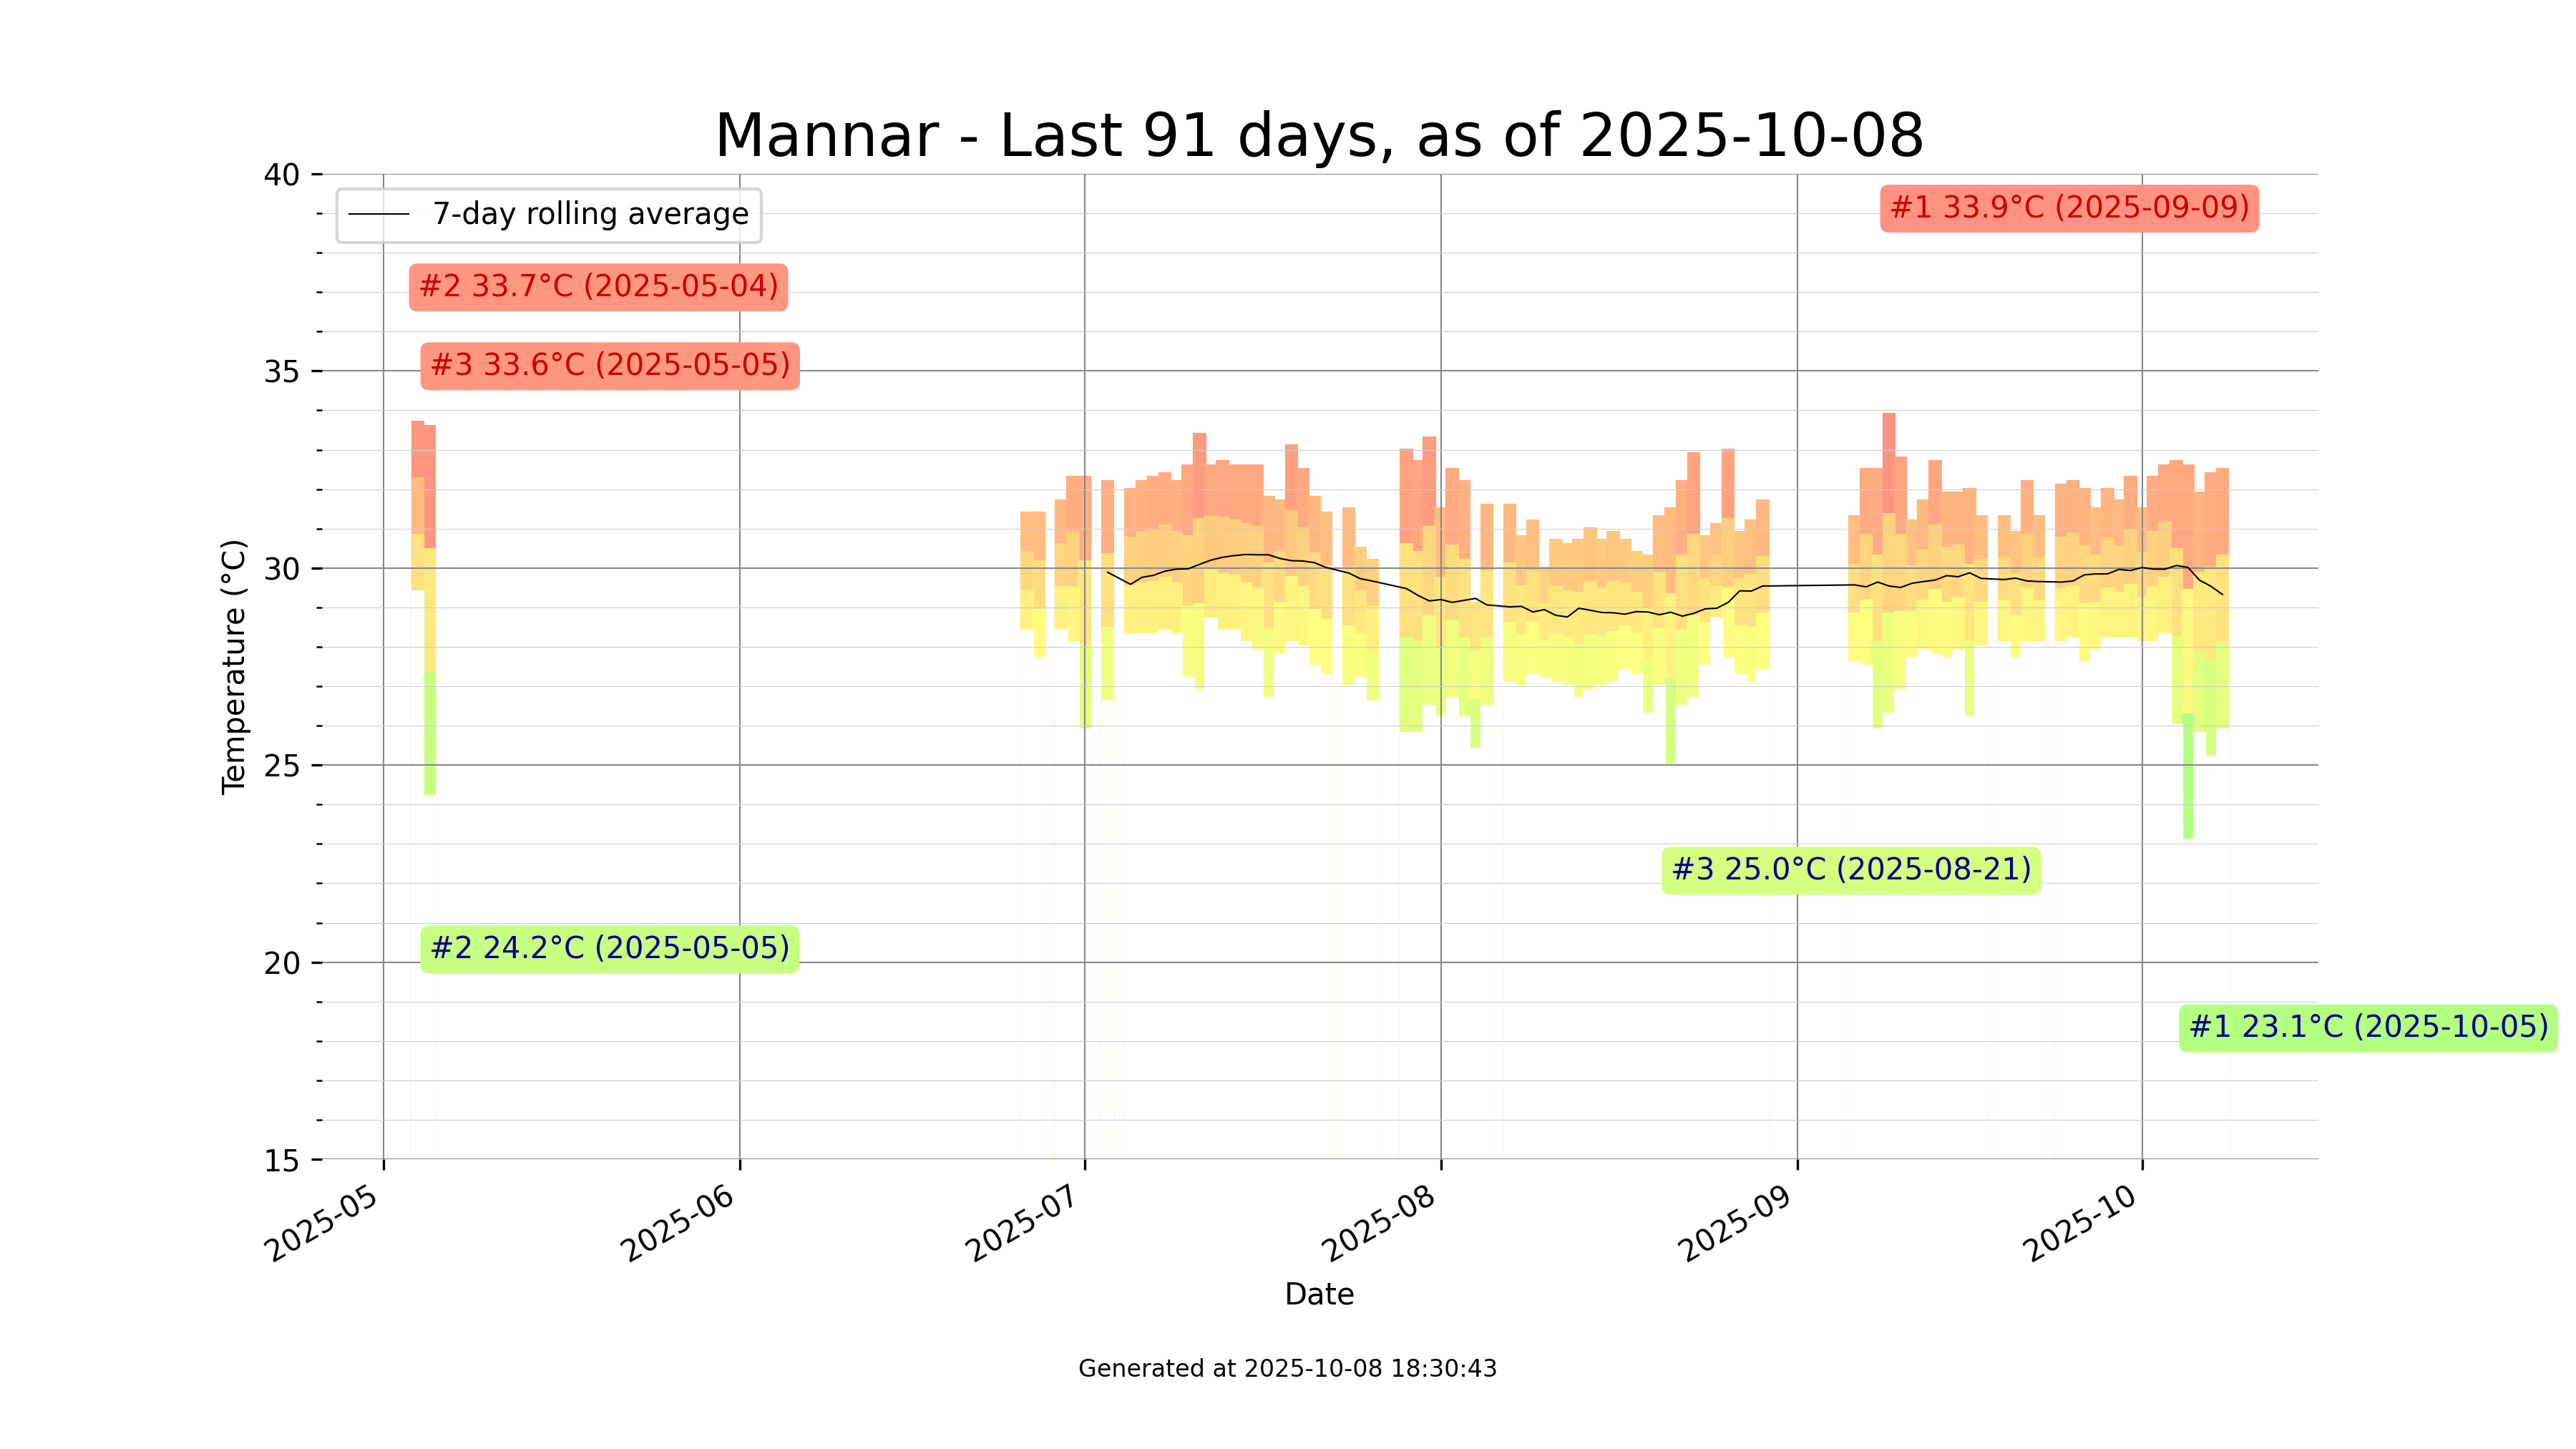 Mannar - Last 91 days, as of 2025-10-08
40
7-day rolling average
#1 33.9°C (2025-09-09)
#2 33.7°C (2025-05-04)
#3 33.6°C (2025-05-05)
35
30
Temperature (°C)
25
#3 25.0°C (2025-08-21)
#2 24.2°C (2025-05-05)
20
#1 23.1°C (2025-10-05)
15
2025-05
2025-06
2025-07
2025-08
2025-09
2025-10
Date
Generated at 2025-10-08 18:30:43